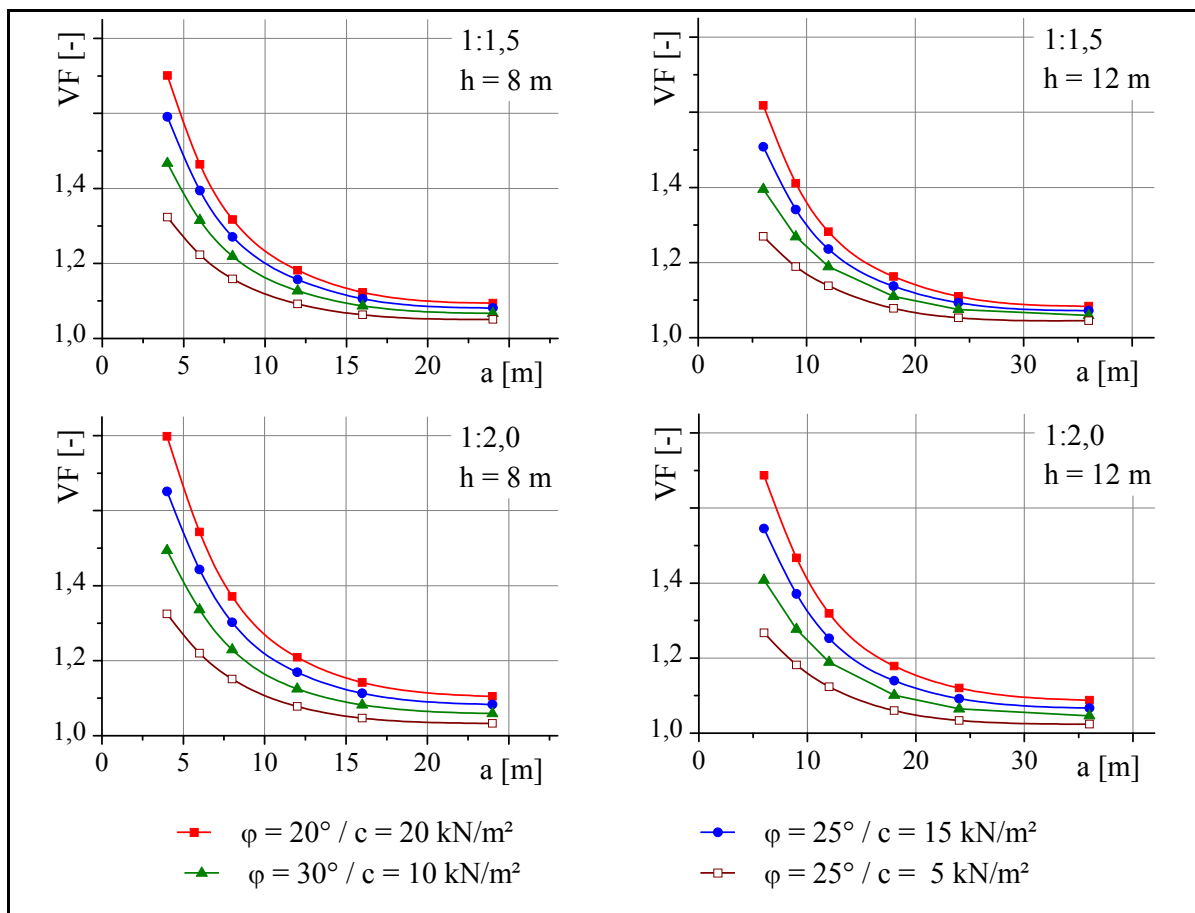 VF [-]
1:1,5
h = 8 m
1,4
1,2
1,0
0 5 10 15 20
a [m]
VF [-]
1:1,5
h = 12 m
1,4
1,2
1,0
0 10 20 30
a [m]
VF [-]
1:2,0
h = 8 m
1,4
1,2
1,0
0 5 10 15 20
a [m]
VF [-]
1:2,0
h = 12 m
1,4
1,2
1,0
0 10 20 30
a [m]
φ = 20° / c = 20 kN/m²
φ = 25° / c = 15 kN/m²
φ = 30° / c = 10 kN/m²
φ = 25° / c = 5 kN/m²